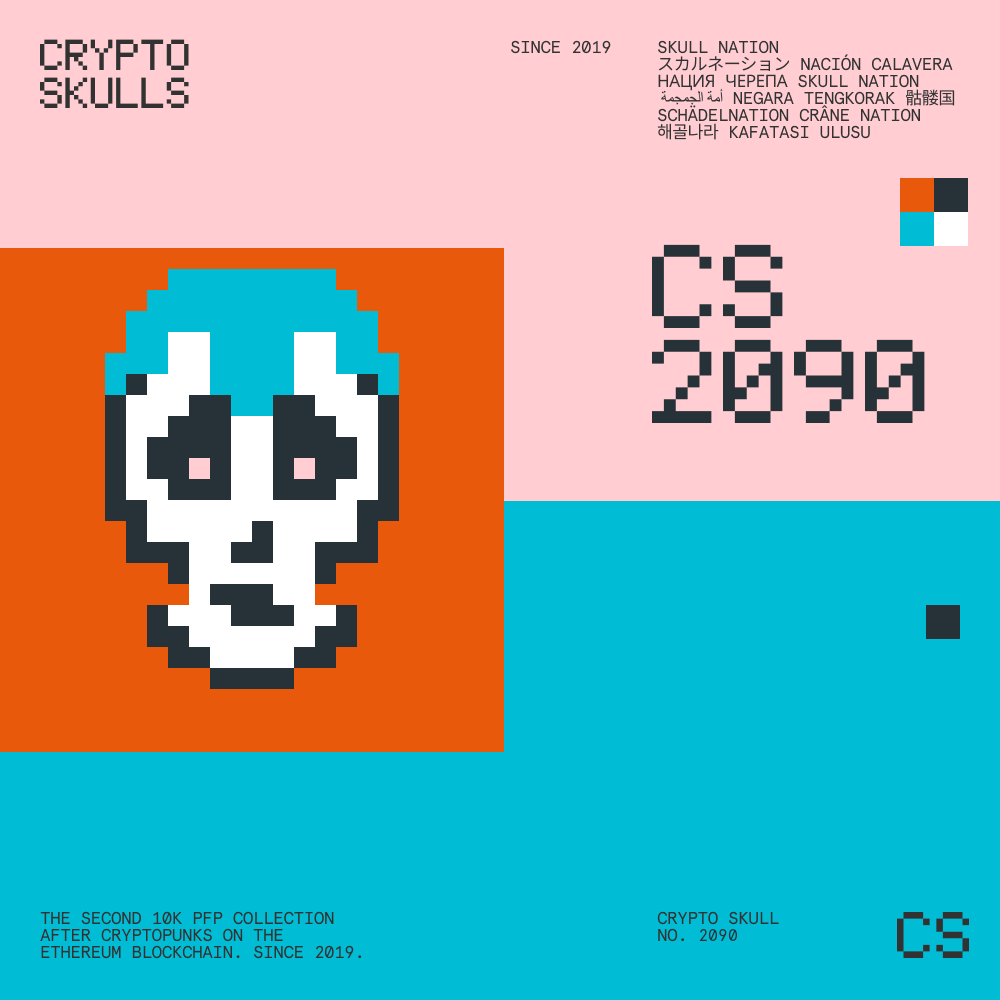 CRYPTO
SKULLS
SINCE 2019
SKULL NATION
スカルネーション NACIÓN CALAVERA
НАЦИЯ ЧЕРЕПА SKULL NATION
أمة الجمجمة NEGARA TENGKORAK 骷髅国
SCHÄDELNATION CRÂNE NATION
해골나라 KAFATASI ULUSU
CS
2090
THE SECOND 10K PFP COLLECTION
AFTER CRYPTOPUNKS ON THE
ETHEREUM BLOCKCHAIN. SINCE 2019.
CRYPTO SKULL
NO. 2090
CS